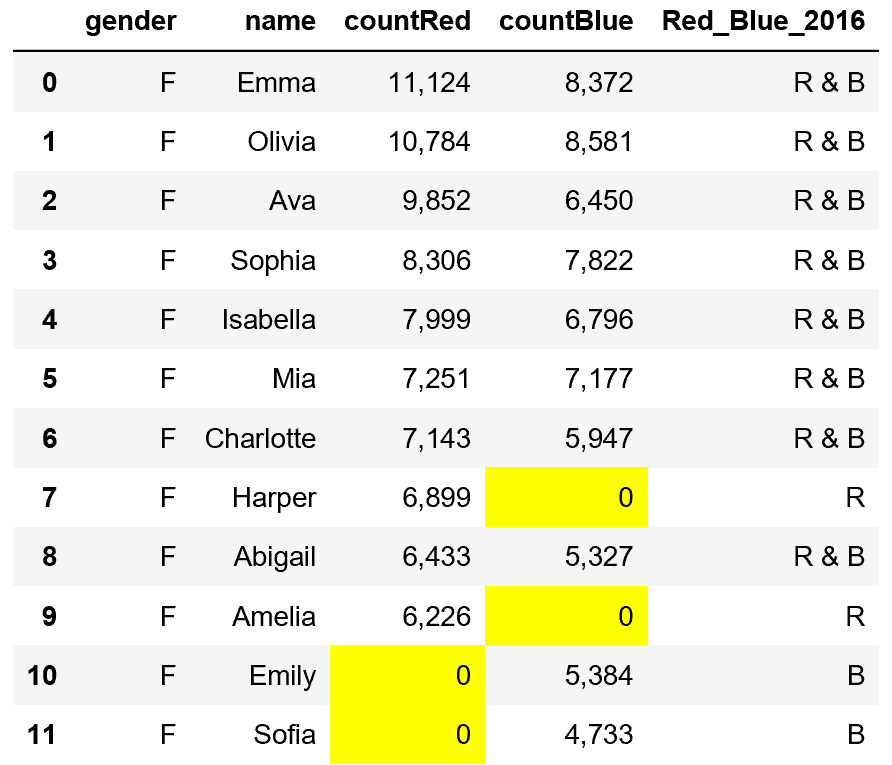 gender name countRed countBlue Red_Blue_2016
0 F Emma 11,124 8,372 R & B
1 F Olivia 10,784 8,581 R & B
2 F Ava 9,852 6,450 R & B
3 F Sophia 8,306 7,822 R & B
4 F Isabella 7,999 6,796 R & B
5 F Mia 7,251 7,177 R & B
6 F Charlotte 7,143 5,947 R & B
7 F Harper 6,899 0 R
8 F Abigail 6,433 5,327 R & B
9 F Amelia 6,226 0 R
10 F Emily 0 5,384 B
11 F Sofia 0 4,733 B